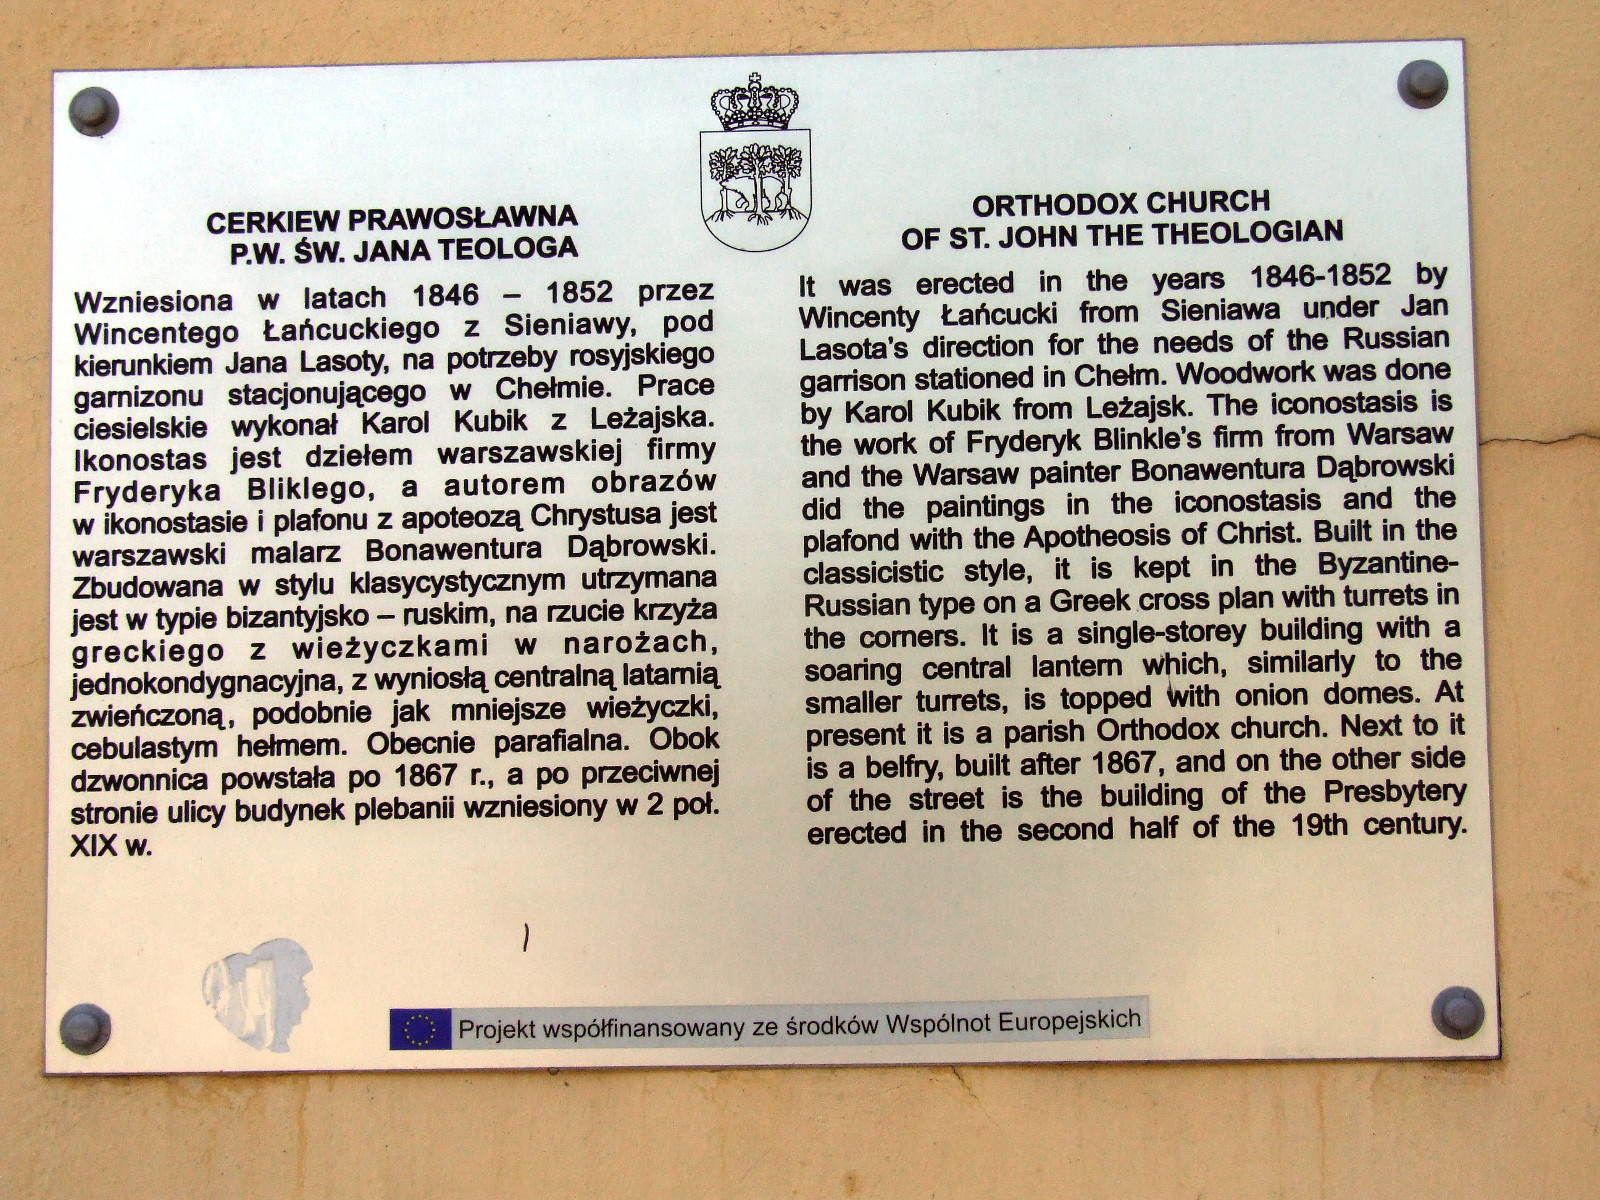 CERKIEW PRAWOSŁAWNA
P.W. ŚW. JANA TEOLOGA
Wzniesiona w latach 1846 – 1852 przez
Wincentego Łańcuckiego z Sieniawy, pod
kierunkiem Jana Lasoty, na potrzeby rosyjskiego
garnizonu stacjonującego w Chełmie. Prace
ciesielskie wykonał Karol Kubik z Leżajska.
Ikonostas jest dziełem warszawskiej firmy
Fryderyka Bliklego, a autorem obrazów
w ikonostasie i plafonu z apoteozą Chrystusa jest
warszawski malarz Bonawentura Dąbrowski.
Zbudowana w stylu klasycystycznym utrzymana
jest w typie bizantyjsko – ruskim, na rzucie krzyża
greckiego z wieżyczkami w narożach,
jednokondygnacyjna, z wyniosłą centralną latarnią
zwieńczoną, podobnie jak mniejsze wieżyczki,
cebulastym hełmem. Obecnie parafialna. Obok
dzwonnica powstała po 1867 r., a po przeciwnej
stronie ulicy budynek plebanii wzniesiony w 2 poł.
XIX w.
ORTHODOX CHURCH
OF ST. JOHN THE THEOLOGIAN
It was erected in the years 1846-1852 by
Wincenty Łańcucki from Sieniawa under Jan
Lasota's direction for the needs of the Russian
garrison stationed in Chełm. Woodwork was done
by Karol Kubik from Leżajsk. The iconostasis is
the work of Fryderyk Blinkle's firm from Warsaw
and the Warsaw painter Bonawentura Dąbrowski
did the paintings in the iconostasis and the
plafond with the Apotheosis of Christ. Built in the
classicistic style, it is kept in the Byzantine-
Russian type on a Greek cross plan with turrets in
the corners. It is a single-storey building with a
soaring central lantern which, similarly to the
smaller turrets, is topped with onion domes. At
present it is a parish Orthodox church. Next to it
is a belfry, built after 1867, and on the other side
of the street is the building of the Presbytery
erected in the second half of the 19th century.
Projekt współfinansowany ze środków Wspólnot Europejskich